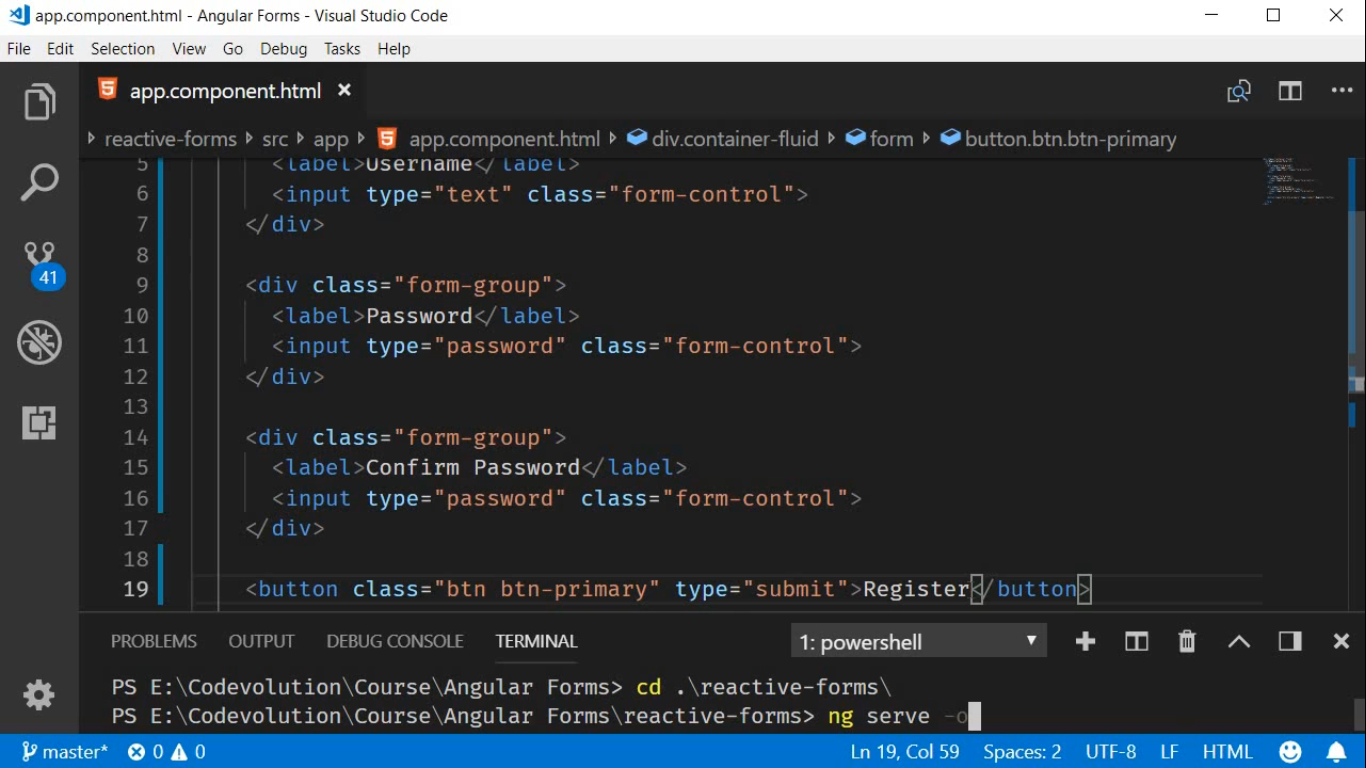 app.component.html - Angular Forms - Visual Studio Code
File Edit Selection View Go Debug Tasks Help
app.component.html
reactive-forms src app app.component.html div.container-fluid form button.btn.btn-primary
5 <label>Username</label>
6 <input type="text" class="form-control">
7 </div>
8
9 <div class="form-group">
10 <label>Password</label>
11 <input type="password" class="form-control">
12 </div>
13
14 <div class="form-group">
15 <label>Confirm Password</label>
16 <input type="password" class="form-control">
17 </div>
18
19 <button class="btn btn-primary" type="submit">Register</button>
41
PROBLEMS OUTPUT DEBUG CONSOLE TERMINAL 1: powershell
PS E:\Codevolution\Course\Angular Forms> cd .\reactive-forms\
PS E:\Codevolution\Course\Angular Forms\reactive-forms> ng serve -o
master* 0 0 Ln 19, Col 59 Spaces: 2 UTF-8 LF HTML